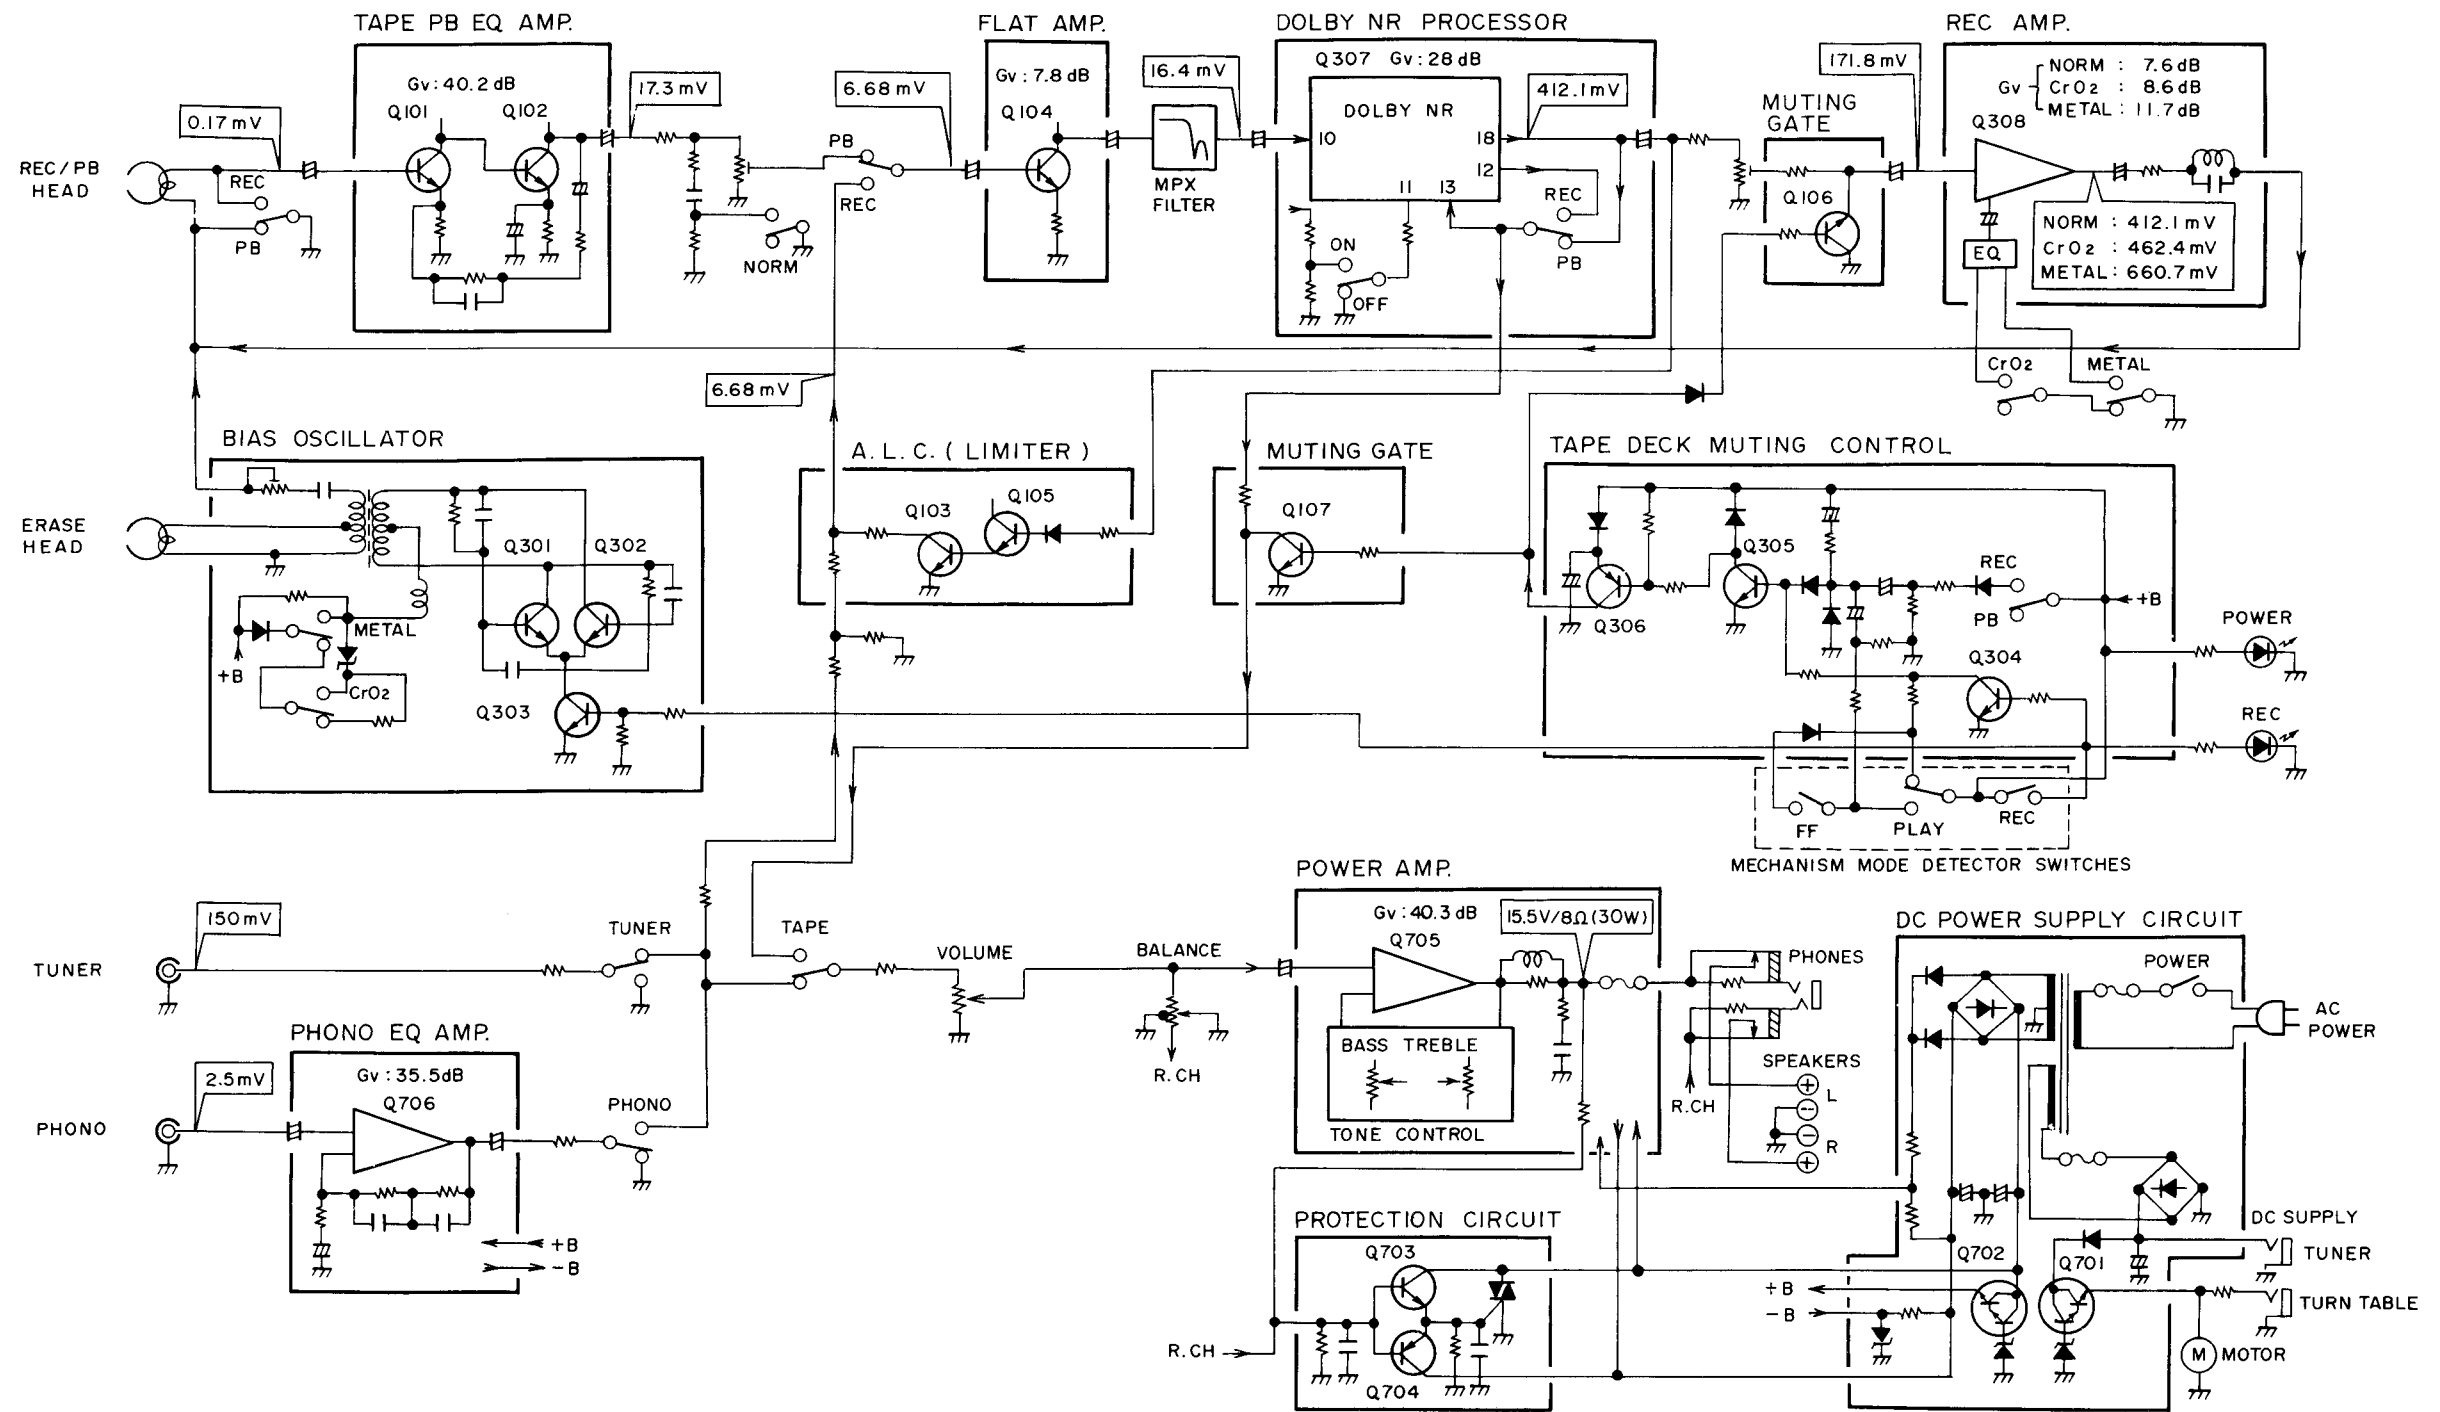 TAPE PB EQ AMP.
Gv : 40.2 dB
Q101
Q102
0.17 mV
17.3 mV
REC/PB
HEAD
REC
PB
NORM
6.68 mV
PB
REC
FLAT AMP.
Gv : 7.8 dB
Q104
16.4 mV
MPX
FILTER
DOLBY NR PROCESSOR
Q307 Gv : 28 dB
DOLBY NR
10
18
12
11
13
412.1 mV
REC
PB
ON
OFF
MUTING
GATE
Q106
171.8 mV
REC AMP.
Gv
NORM : 7.6 dB
CrO2 : 8.6 dB
METAL : 11.7 dB
Q308
EQ
NORM : 412.1 mV
CrO2 : 462.4 mV
METAL : 660.7 mV
CrO2
METAL
6.68 mV
BIAS OSCILLATOR
ERASE
HEAD
Q301
Q302
METAL
+B
CrO2
Q303
A. L. C. ( LIMITER )
Q103
Q105
MUTING GATE
Q107
TAPE DECK MUTING CONTROL
Q305
Q306
REC
PB
+B
Q304
POWER
REC
FF
PLAY
REC
MECHANISM MODE DETECTOR SWITCHES
TUNER
150 mV
TUNER
TAPE
VOLUME
BALANCE
R.CH
PHONO EQ AMP.
Gv : 35.5 dB
Q706
PHONO
2.5 mV
PHONO
+B
-B
POWER AMP.
Gv : 40.3 dB
15.5V/8Ω (30W)
Q705
BASS TREBLE
TONE CONTROL
PHONES
SPEAKERS
+
L
-
-
R
+
R.CH
PROTECTION CIRCUIT
Q703
Q704
R.CH
DC POWER SUPPLY CIRCUIT
POWER
AC
POWER
Q702
Q701
+B
-B
DC SUPPLY
TUNER
TURN TABLE
M
MOTOR